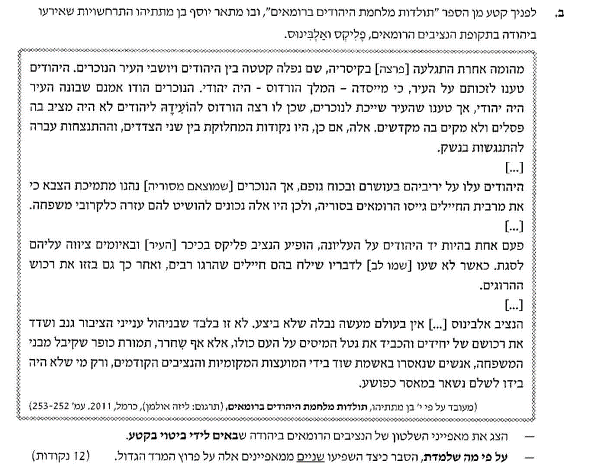 ב. לפניך קטע מן הספר "תולדות מלחמת היהודים ברומאים", ובו מתאר יוסף בן מתתיהו התרחשויות שאירעו
ביהודה בתקופת הנציבים הרומאים, פֶלִיקְס ואַלְבִּינוּס.
מהומה אחרת התגלעה [פרצה] בקיסריה, שם נפלה קטטה בין היהודים ויושבי העיר הנוכרים. היהודים
טענו לזכותם על העיר, כי מייסדה – המלך הורדוס - היה יהודי. הנוכרים הודו אמנם שבונה העיר
היה יהודי, אך טענו שהעיר שייכת לנוכרים, שכן לו רצה הורדוס להוֹעִידָהּ ליהודים לא היה מציב בה
פסלים ולא מקים בה מקדשים. אלה, אם כן, היו נקודות המחלוקת בין שני הצדדים, וההתנצחות עברה
להתנגשות בנשק.
[...]
היהודים עלו על יריביהם בעושרם ובכוח גופם, אך הנוכרים [שמוצאם מסוריה] נהנו מתמיכת הצבא כי
את מרבית החיילים גייסו הרומאים בסוריה, ולכן היו אלה נכונים להושיט להם עזרה כלקרובי משפחה.
[...]
פעם אחת בהיות יד היהודים על העליונה, הופיע הנציב פליקס בכיכר [העיר] ובאיומים ציווה עליהם
לסגת. כאשר לא שעו [שמו לב] לדבריו שילח בהם חיילים שהרגו רבים, ואחר כך גם בזזו את רכוש
ההרוגים.
[...]
הנציב אלבינוס [...] אין בעולם מעשה נבלה שלא ביצע. לא זו בלבד שבניהול ענייני הציבור גנב ושדד
את רכושם של יחידים והכביד את נטל המיסים על העם כולו, אלא אף שחרר, תמורת כופר שקיבל מבני
המשפחה, אנשים שנאסרו באשמת שוד בידי המועצות המקומיות והנציבים הקודמים, ורק מי שלא היה
בידו לשלם נשאר במאסר כפושע.
(מעובד על פי י' בן מתתיהו, תולדות מלחמת היהודים ברומאים, (תרגום: ליזה אולמן), כרמל, 2011. עמ' 252–253)
– הצג את מאפייני השלטון של הנציבים הרומאים ביהודה שבאים לידי ביטוי בקטע.
– על פי מה שלמדת, הסבר כיצד השפיעו שניים ממאפיינים אלה על פרוץ המרד הגדול. (12 נקודות)